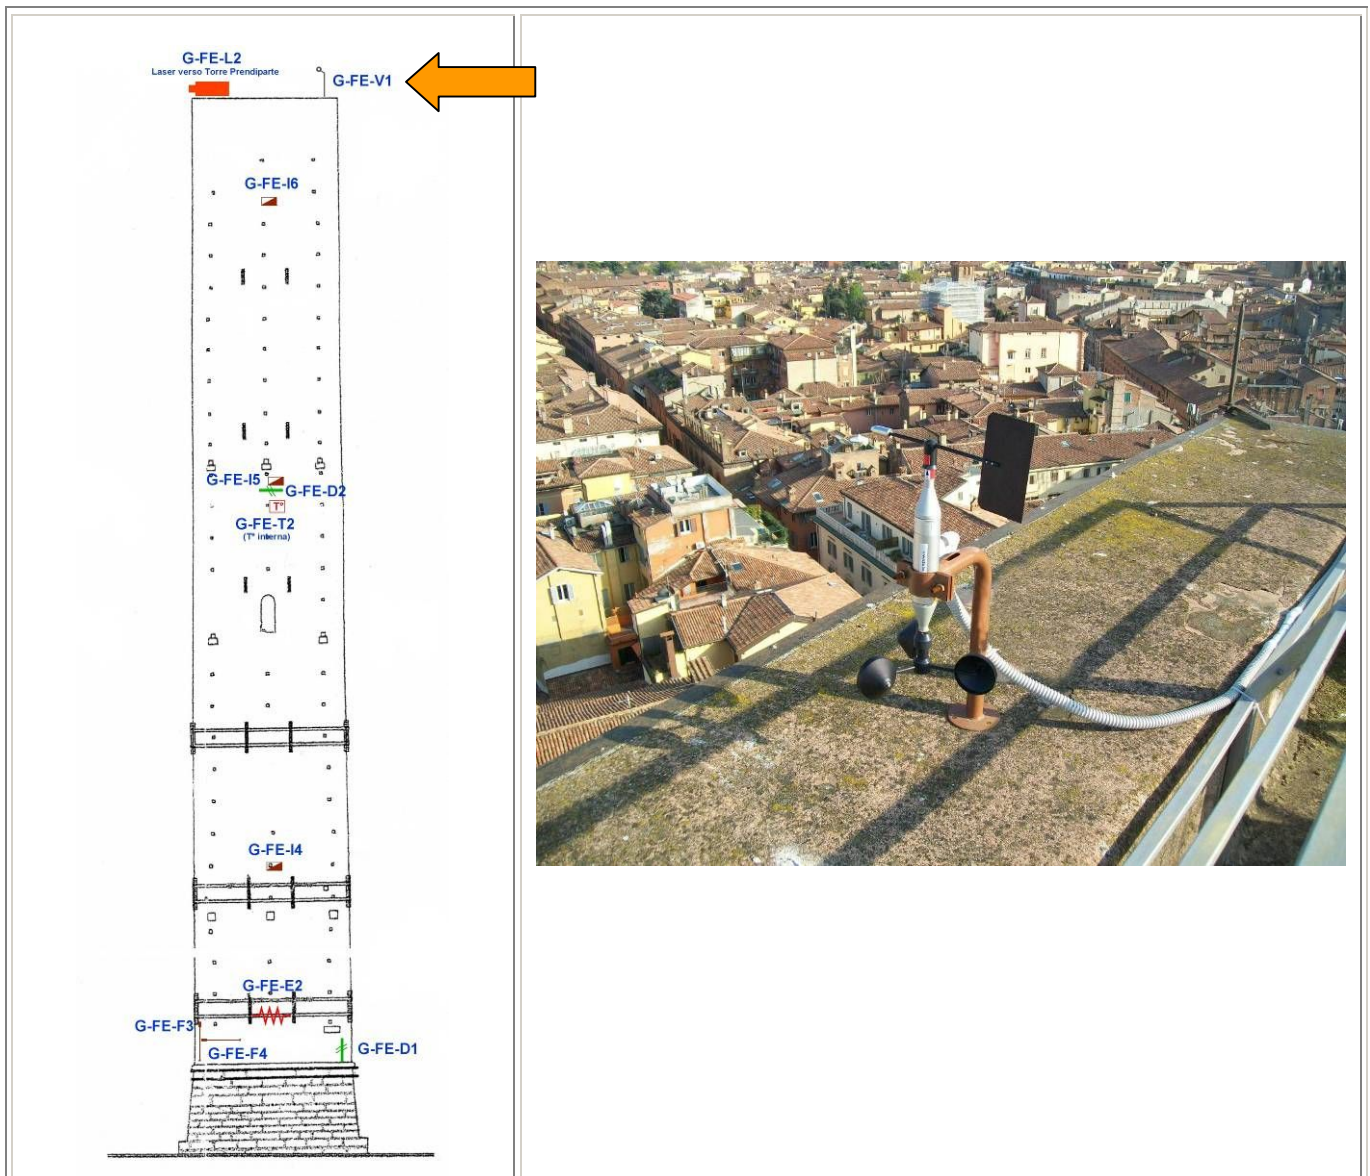 G-FE-L2
Laser verso Torre Prendiparte
G-FE-V1
G-FE-I6
G-FE-I5
G-FE-D2
T°
G-FE-T2
(T° interna)
G-FE-I4
G-FE-E2
G-FE-F3
G-FE-F4
G-FE-D1